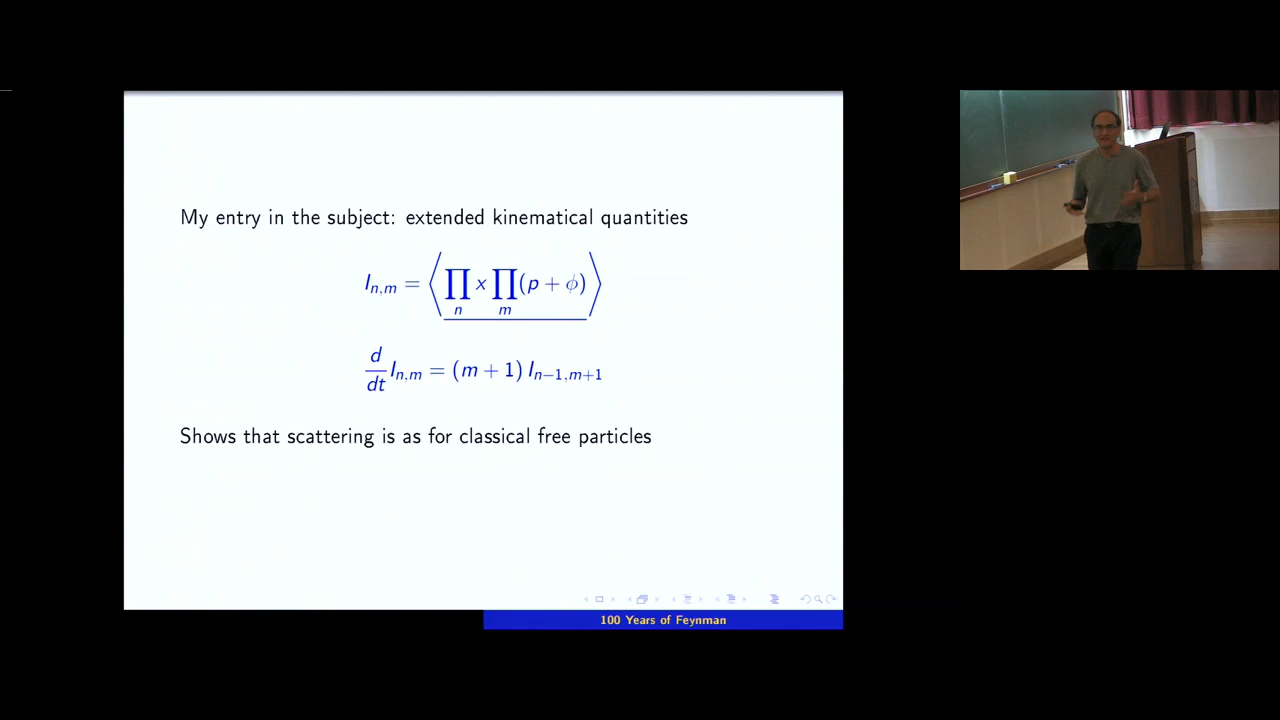 My entry in the subject: extended kinematical quantities
I_{n,m} = ⟨∏_n x ∏_m (p + φ)⟩
d/dt I_{n,m} = (m + 1) I_{n−1,m+1}
Shows that scattering is as for classical free particles
100 Years of Feynman